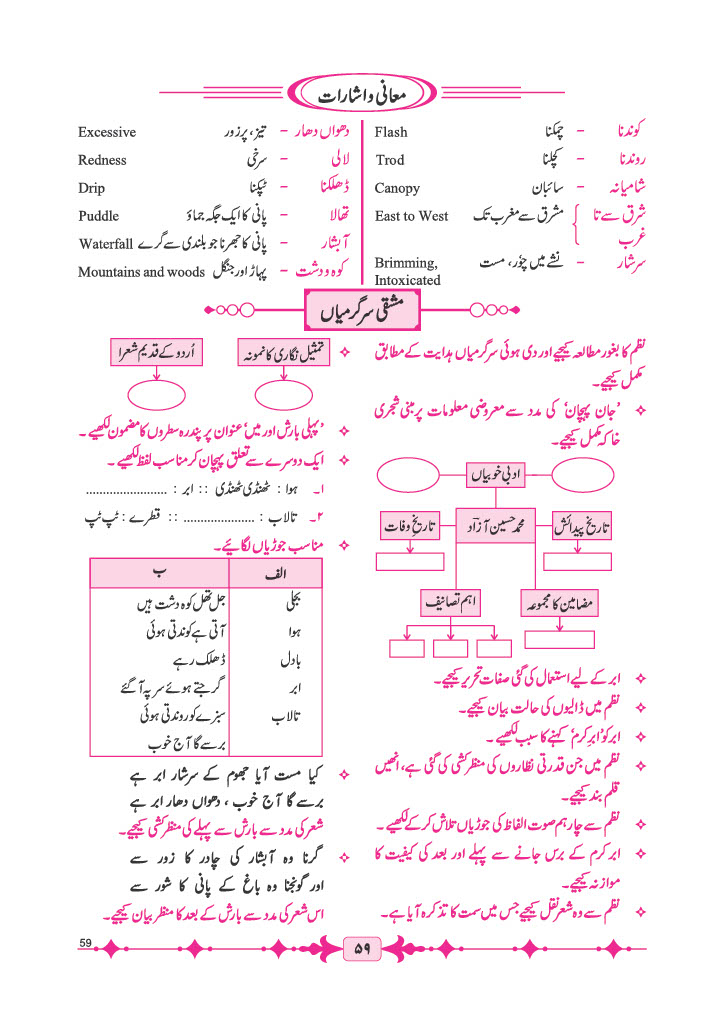 معانی و اشارات
کوندنا - چمکنا Flash
روندنا - کچلنا Trod
شامیانہ - سائبان Canopy
شرق سے تا غرب } - مشرق سے مغرب تک East to West
سرشار - نشے میں چوٗر، مست Brimming, Intoxicated
دھواں دھار - تیز، پرزور Excessive
لالی - سرخی Redness
ڈھلکنا - ٹپکنا Drip
تھالا - پانی کا ایک جگہ جماؤ Puddle
آبشار - پانی کا جھرنا جو بلندی سے گرے Waterfall
کوہ و دشت - پہاڑ اور جنگل Mountains and woods
مشقی سرگرمیاں
نظم کا بغور مطالعہ کیجیے اور دی ہوئی سرگرمیاں ہدایت کے مطابق
مکمل کیجیے۔
’جان پہچان‘ کی مدد سے معروضی معلومات پر مبنی شجری
خاکہ مکمل کیجیے۔
ادبی خوبیاں
تاریخ پیدائش
محمد حسین آزاد
تاریخِ وفات
مضامین کا مجموعہ
اہم تصانیف
ابر کے لیے استعمال کی گئی صفات تحریر کیجیے۔
نظم میں ڈالیوں کی حالت بیان کیجیے۔
ابر کو ’ابرِ کرم‘ کہنے کا سبب لکھیے۔
نظم میں جن قدرتی نظاروں کی منظر کشی کی گئی ہے، انھیں
قلم بند کیجیے۔
نظم سے چار ہم صوت الفاظ کی جوڑیاں تلاش کرکے لکھیے۔
ابر کرم کے برس جانے سے پہلے اور بعد کی کیفیت کا
موازنہ کیجیے۔
نظم سے وہ شعر نقل کیجیے جس میں سمت کا تذکرہ آیا ہے۔
تمثیل نگاری کا نمونہ
اُردو کے قدیم شعرا
’پہلی بارش اور میں‘ عنوان پر پندرہ سطروں کا مضمون لکھیے۔
ایک دوسرے سے تعلق پہچان کر مناسب لفظ لکھیے۔
۱۔ ہوا : ٹھنڈی ٹھنڈی :: ابر : ........................
۲۔ تالاب : ..................... :: قطرے : ٹپ ٹپ
مناسب جوڑیاں لگائیے۔
الف ب
بجلی جل تھل کوہ دشت ہیں
ہوا آتی ہے کوندتی ہوئی
بادل ڈھلک رہے
ابر گرجتے ہوئے سر پہ آگئے
تالاب سبزے کو روندتی ہوئی
برسے گا آج خوب
کیا مست آیا جھوم کے سرشار ابر ہے
برسے گا آج خوب، دھواں دھار ابر ہے
شعر کی مدد سے بارش سے پہلے کی منظر کشی کیجیے۔
گرنا وہ آبشار کی چادر کا زور سے
اور گونجنا وہ باغ کے پانی کا شور سے
اس شعر کی مدد سے بارش کے بعد کا منظر بیان کیجیے۔
59
۵۹